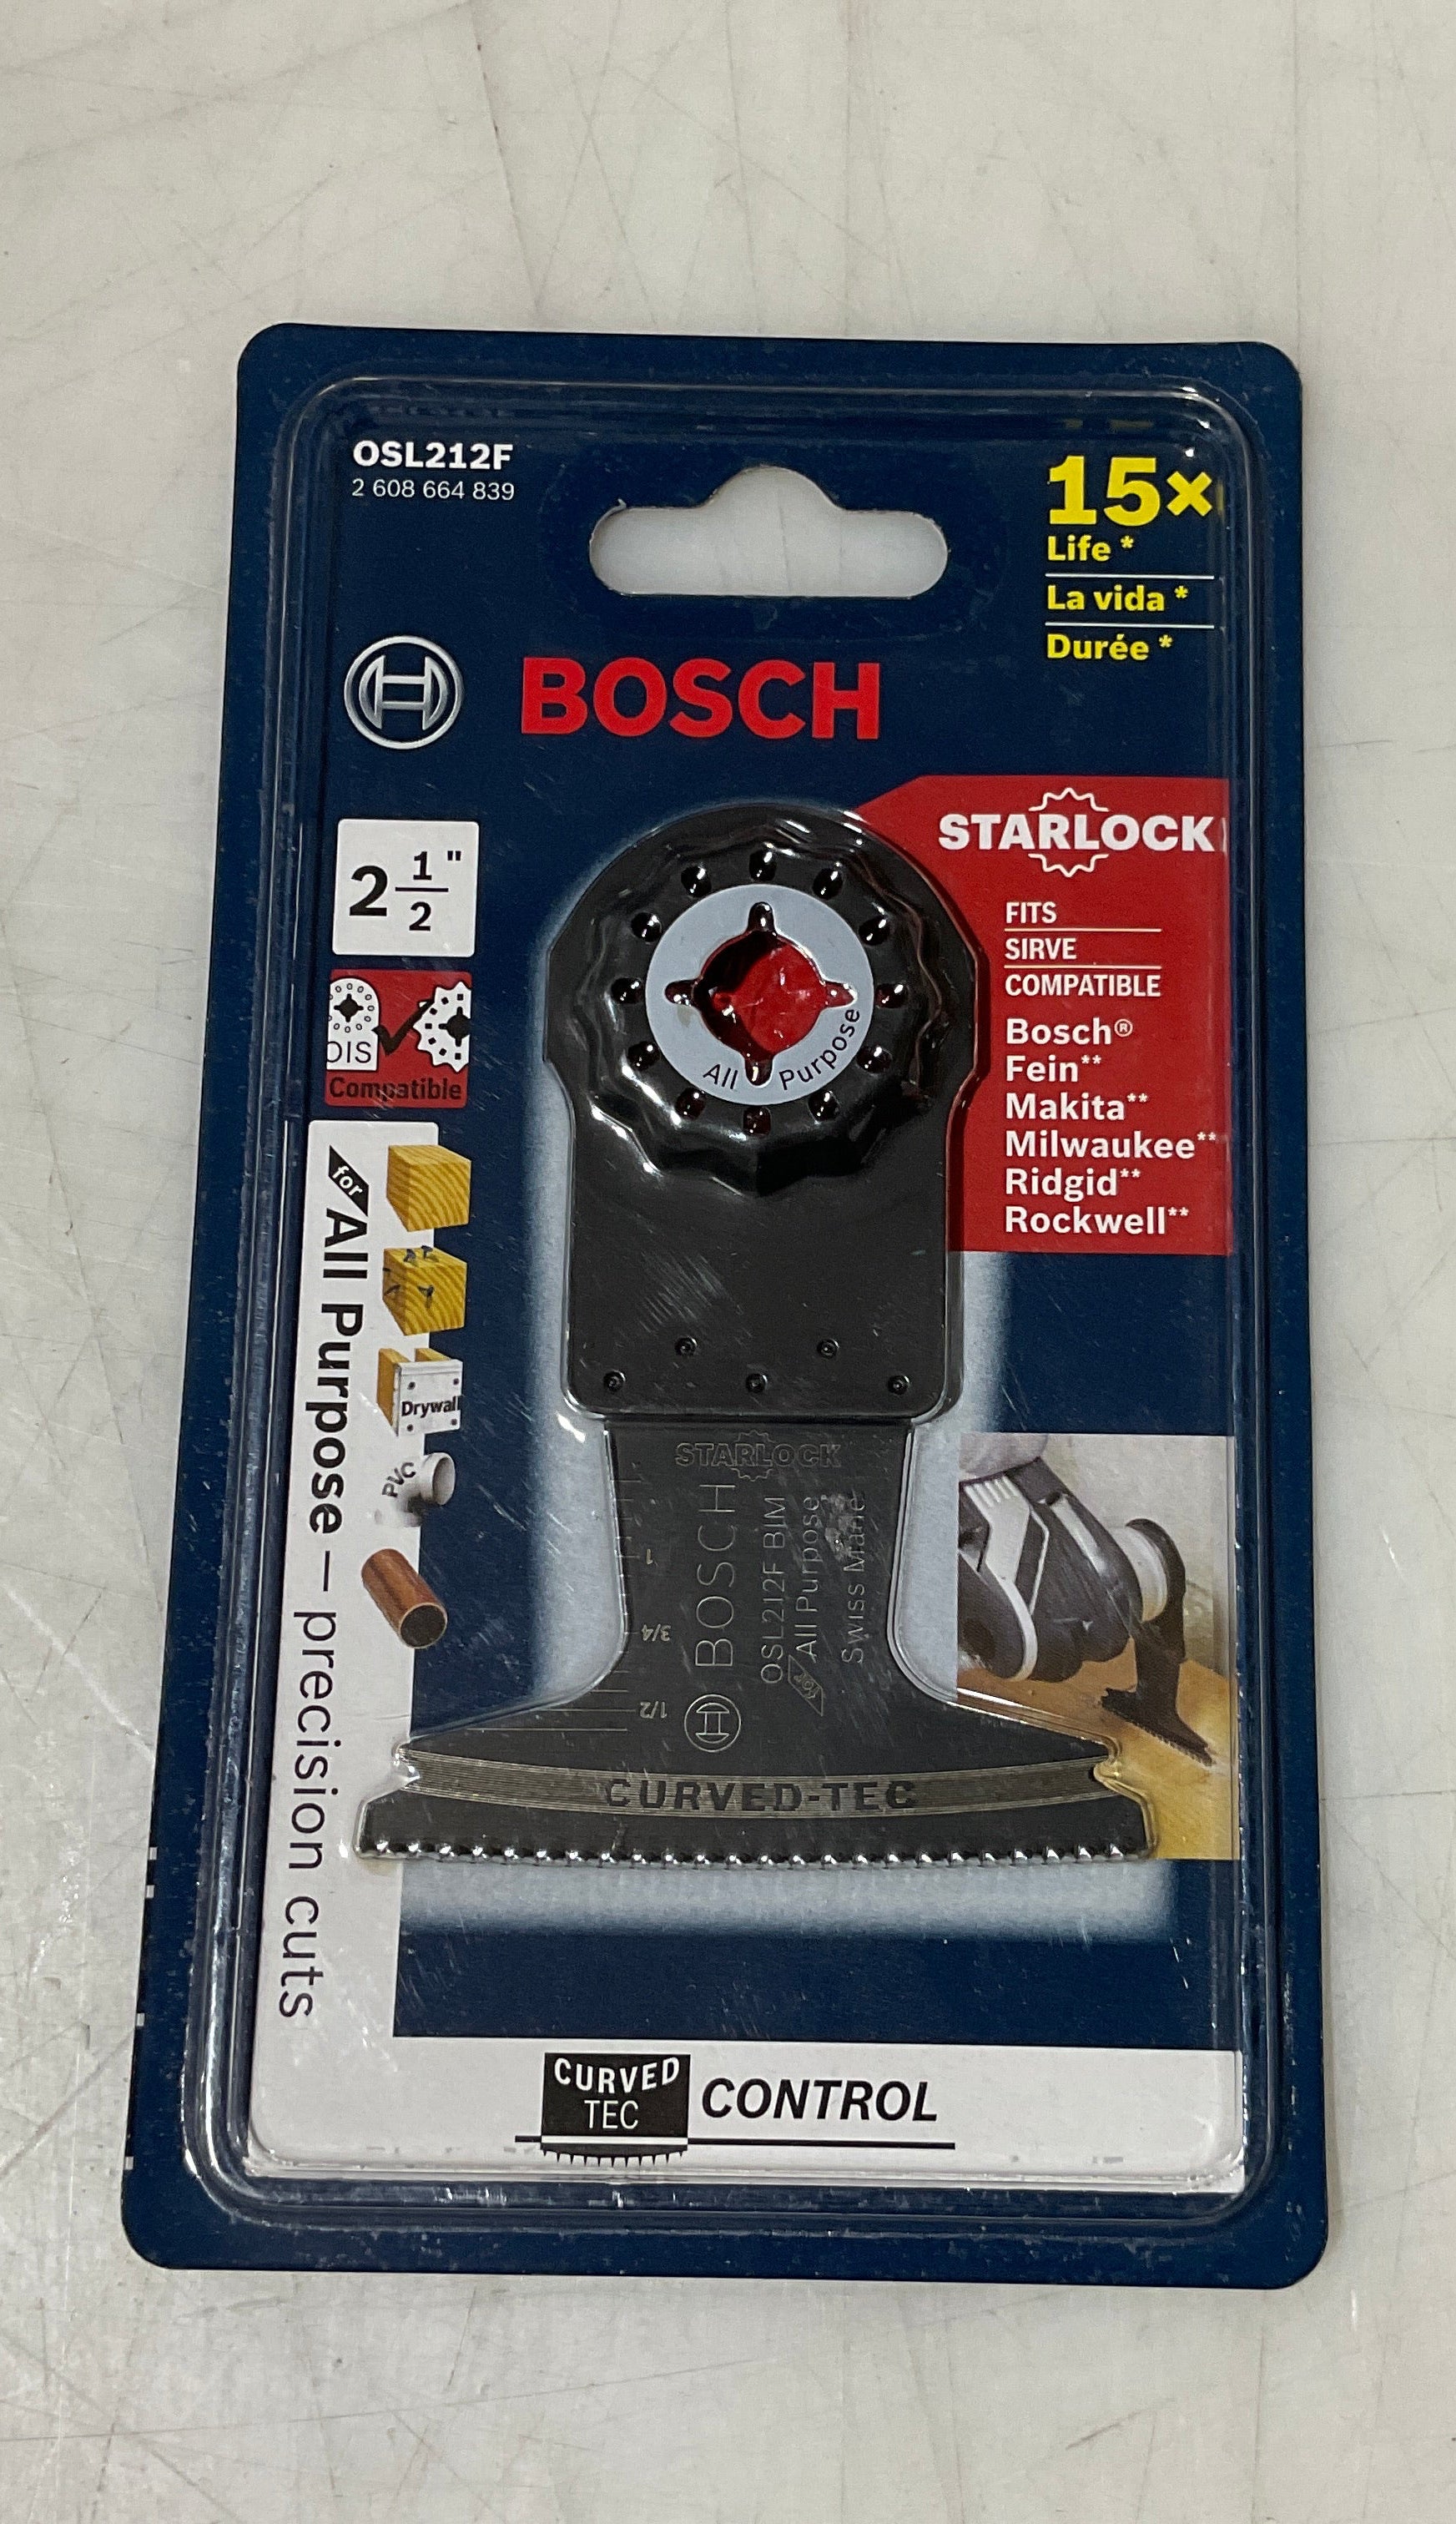 OSL212F
2 608 664 839
15×
Life *
La vida *
Durée *
BOSCH
2 1/2"
STARLOCK
FITS
SIRVE
COMPATIBLE
Bosch®
Fein**
Makita**
Milwaukee**
Ridgid**
Rockwell**
OIS
Compatible
All Purpose
for All Purpose – precision cuts
Drywall
PVC
STARLOCK
BOSCH
OSL212F BIM
for All Purpose
Swiss Made
1
3/4
1/2
CURVED-TEC
CURVED
TEC
CONTROL